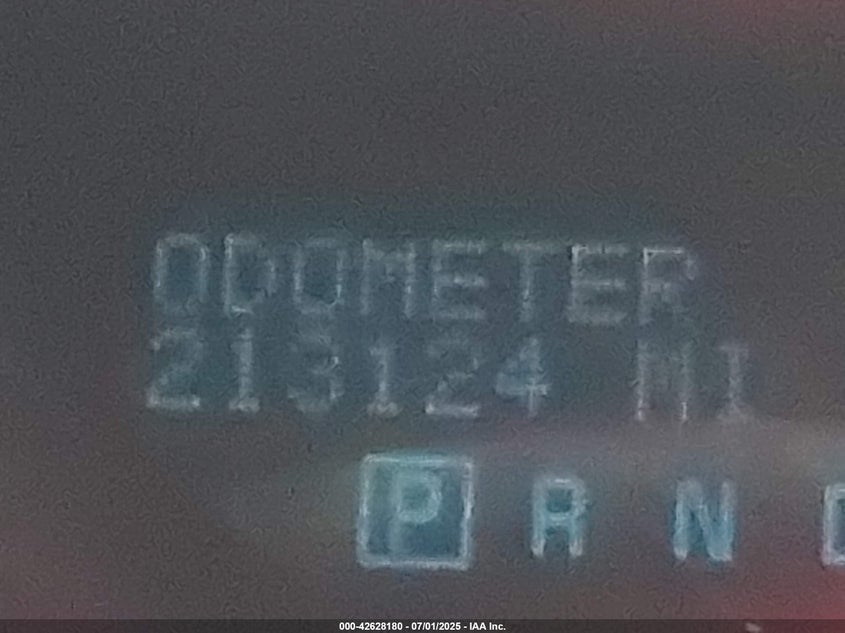 ODOMETER
213124 MI
P R N
000-42628180 - 07/01/2025 - IAA Inc.